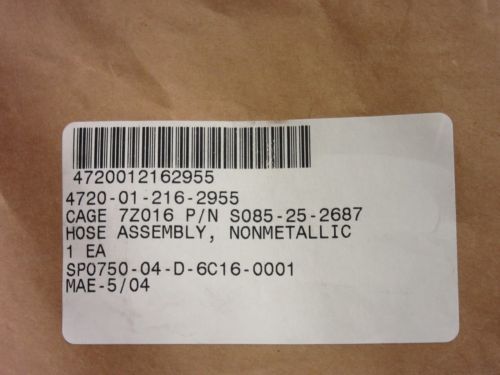 4720012162955
4720-01-216-2955
CAGE 7Z016 P/N S085-25-2687
HOSE ASSEMBLY, NONMETALLIC
1 EA
SP0750-04-D-6C16-0001
MAE-5/04